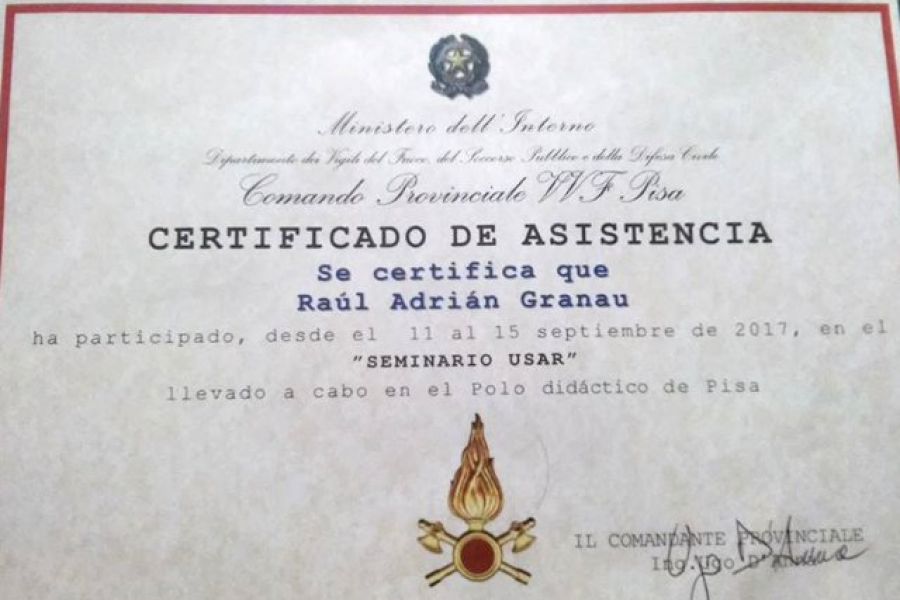 Ministero dell'Interno
Dipartimento dei Vigili del Fuoco, del Soccorso Pubblico e della Difesa Civile
Comando Provinciale VVF Pisa
CERTIFICADO DE ASISTENCIA
Se certifica que
Raúl Adrián Granau
ha participado, desde el 11 al 15 septiembre de 2017, en el
"SEMINARIO USAR"
llevado a cabo en el Polo didáctico de Pisa
IL COMANDANTE PROVINCIALE
Ing. Ugo